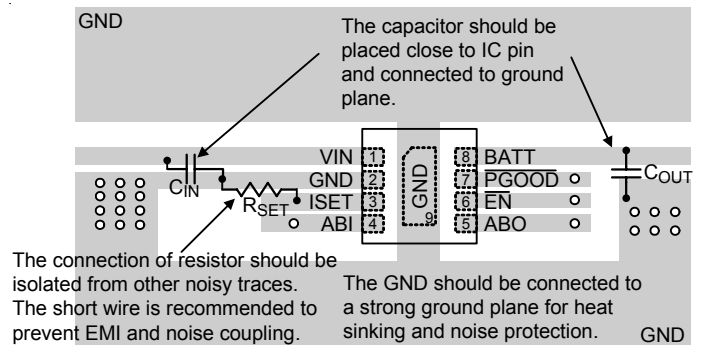 GND
The capacitor should be
placed close to IC pin
and connected to ground
plane.
VIN 1
GND 2
ISET 3
ABI 4
GND
9
8 BATT
7 PGOOD
6 EN
5 ABO
CIN
RSET
COUT
The connection of resistor should be
isolated from other noisy traces.
The short wire is recommended to
prevent EMI and noise coupling.
The GND should be connected to
a strong ground plane for heat
sinking and noise protection.
GND